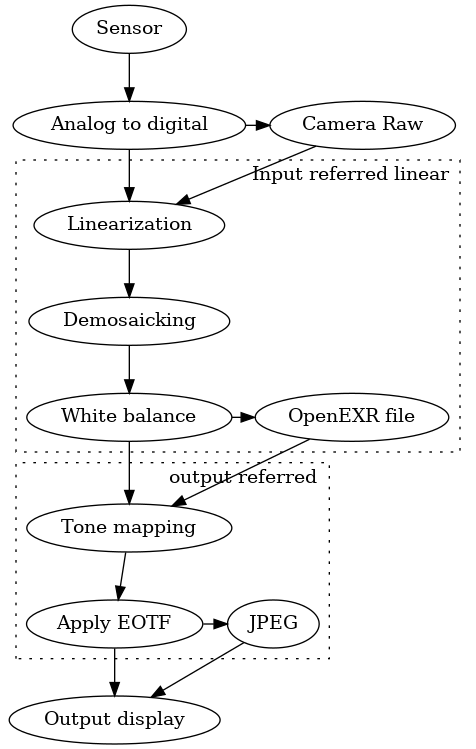 Sensor
Analog to digital
Camera Raw
Input referred linear
Linearization
Demosaicking
White balance
OpenEXR file
output referred
Tone mapping
Apply EOTF
JPEG
Output display